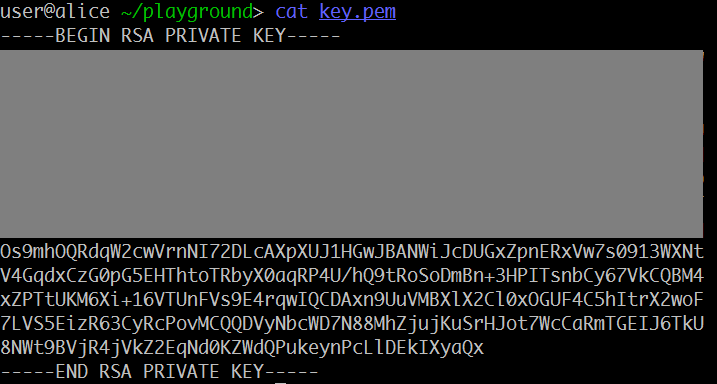 user@alice ~/playground> cat key.pem
-----BEGIN RSA PRIVATE KEY-----
Os9mhOQRdqW2cwVrnNI72DLcAXpXUJ1HGwJBANWiJcDUGxZpnERxVw7s0913WXNt
V4GqdxCzG0pG5EHThtoTRbyX0aqRP4U/hQ9tRoSoDmBn+3HPITsnbCy67VkCQBM4
xZPTtUKM6Xi+16VTUnFVs9E4rqwIQCDAxn9UuVMBXlX2Cl0xOGUF4C5hItrX2woF
7LVS5EizR63CyRcPovMCQQDVyNbcWD7N88MhZjujKuSrHJot7WcCaRmTGEIJ6TkU
8NWt9BVjR4jVkZ2EqNd0KZWdQPukeynPcLlDEkIXyaQx
-----END RSA PRIVATE KEY-----